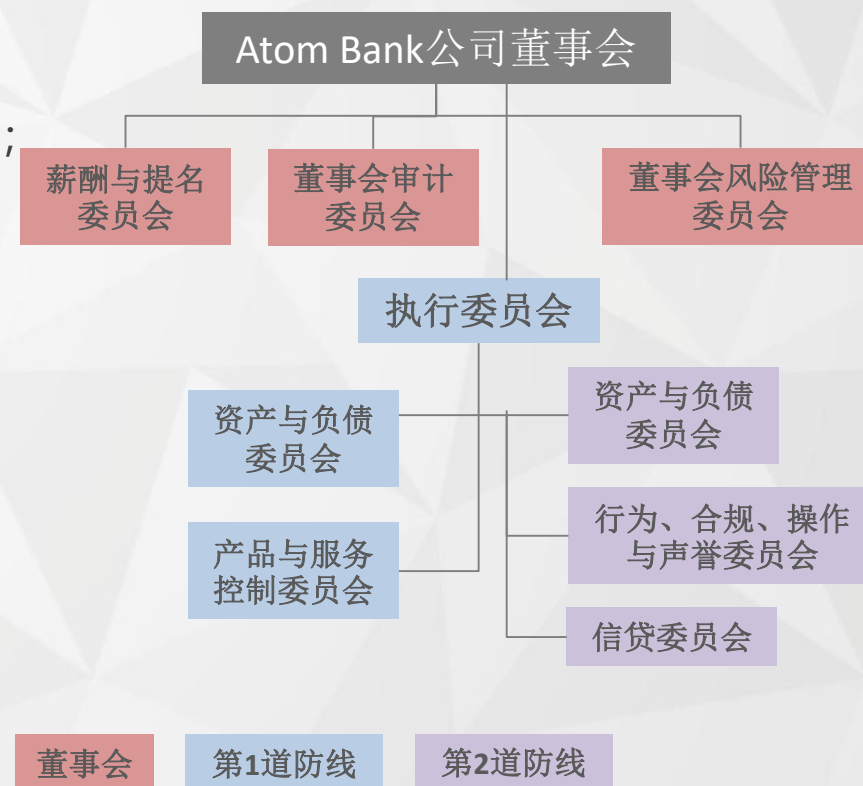 Atom Bank公司董事会
；
薪酬与提名
委员会
董事会审计
委员会
董事会风险管理
委员会
执行委员会
资产与负债
委员会
资产与负债
委员会
产品与服务
控制委员会
行为、合规、操作
与声誉委员会
信贷委员会
董事会
第1道防线
第2道防线